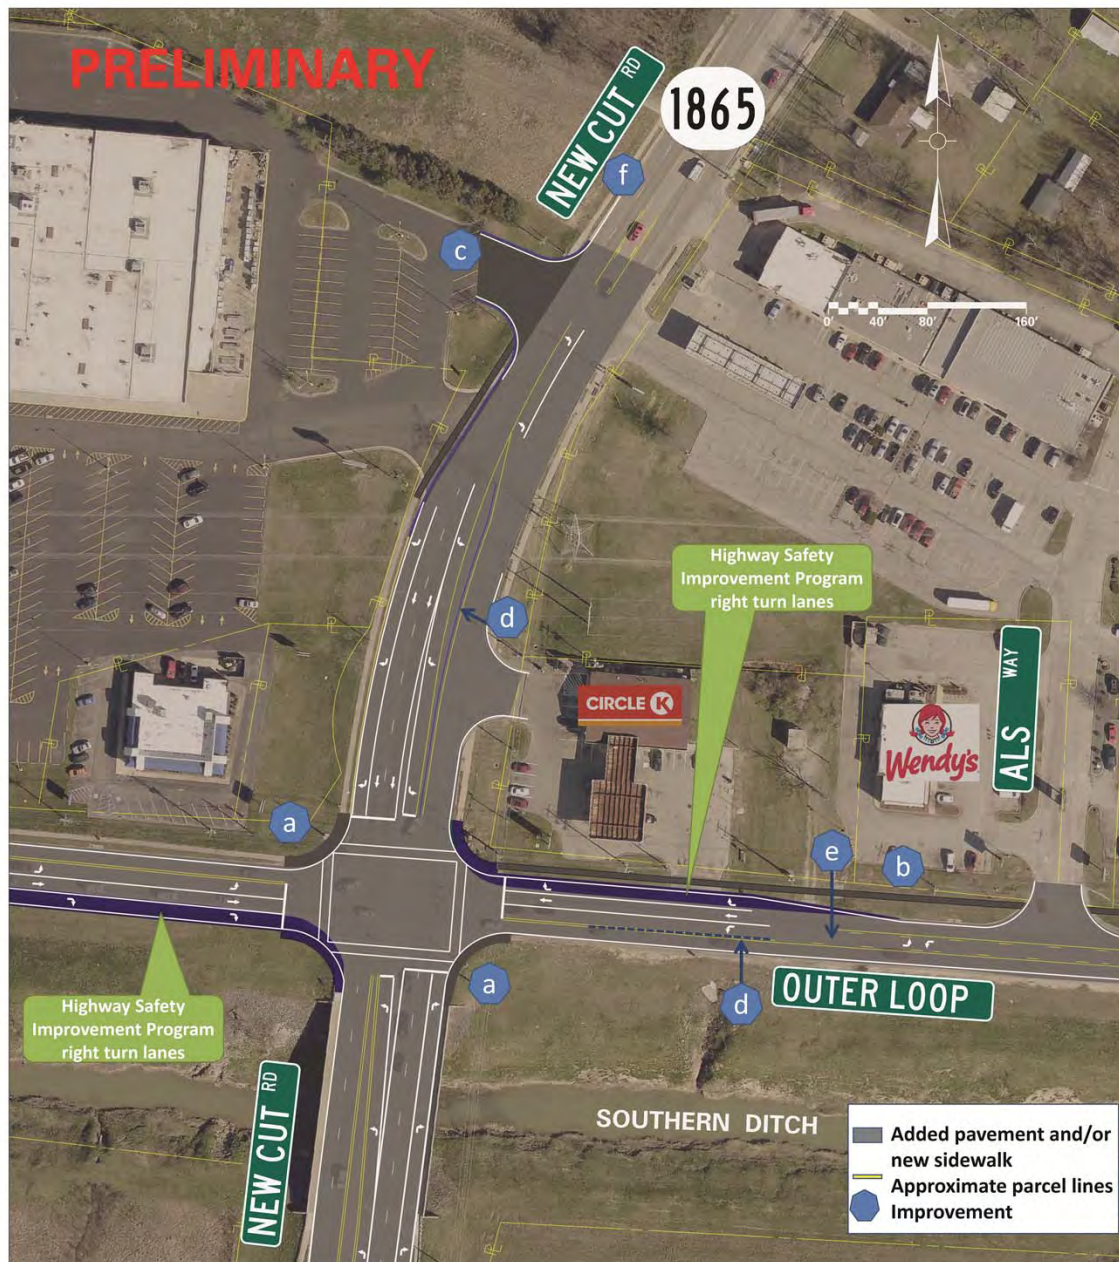 PRELIMINARY
NEW CUT RD
1865
f
c
0' 40' 80' 160'
Highway Safety
Improvement Program
right turn lanes
d
CIRCLE K
Wendy's
ALS WAY
a
e
b
a
d
OUTER LOOP
Highway Safety
Improvement Program
right turn lanes
NEW CUT RD
SOUTHERN DITCH
Added pavement and/or
new sidewalk
Approximate parcel lines
Improvement